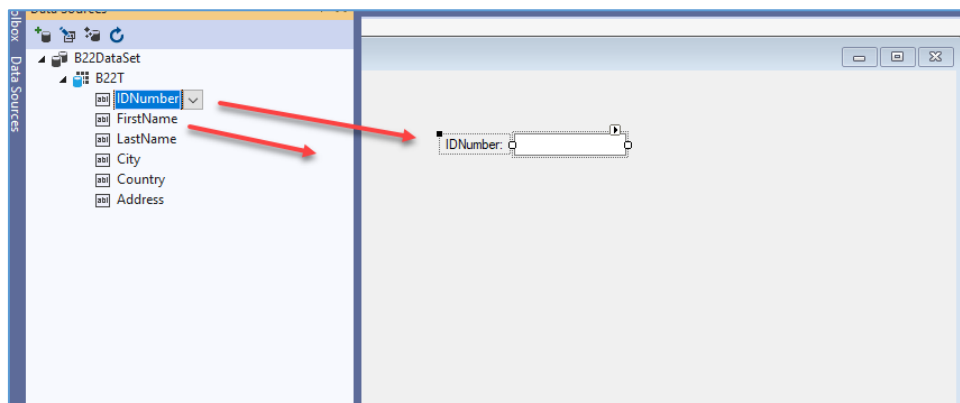 Data Sources
olbox
Data Sources
B22DataSet
B22T
IDNumber
FirstName
LastName
City
Country
Address
IDNumber: